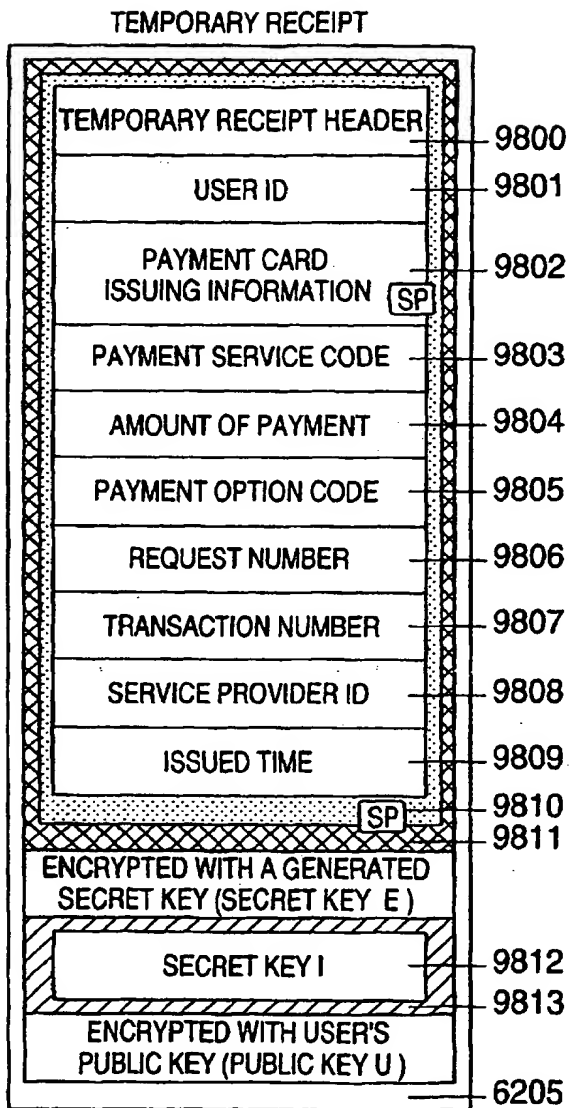 TEMPORARY RECEIPT
TEMPORARY RECEIPT HEADER
9800
USER ID
9801
PAYMENT CARD
ISSUING INFORMATION
SP
9802
PAYMENT SERVICE CODE
9803
AMOUNT OF PAYMENT
9804
PAYMENT OPTION CODE
9805
REQUEST NUMBER
9806
TRANSACTION NUMBER
9807
SERVICE PROVIDER ID
9808
ISSUED TIME
9809
SP
9810
9811
ENCRYPTED WITH A GENERATED
SECRET KEY (SECRET KEY E)
SECRET KEY I
9812
9813
ENCRYPTED WITH USER'S
PUBLIC KEY (PUBLIC KEY U)
6205